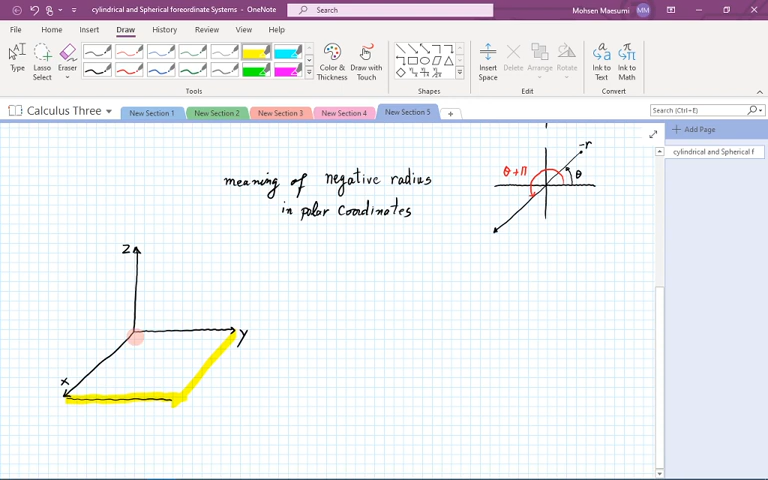 cylindrical and Spherical foreordinate Systems - OneNote
Search
Mohsen Maesumi
MM
File
Home
Insert
Draw
History
Review
View
Help
Type
Lasso Select
Eraser
Color & Thickness
Draw with Touch
Insert Space
Delete
Arrange
Rotate
Ink to Text
Ink to Math
Tools
Shapes
Edit
Convert
Calculus Three
New Section 1
New Section 2
New Section 3
New Section 4
New Section 5
Search (Ctrl+E)
Add Page
cylindrical and Spherical f
-r
θ+π
θ
meaning of negative radius
in polar coordinates
z
y
x